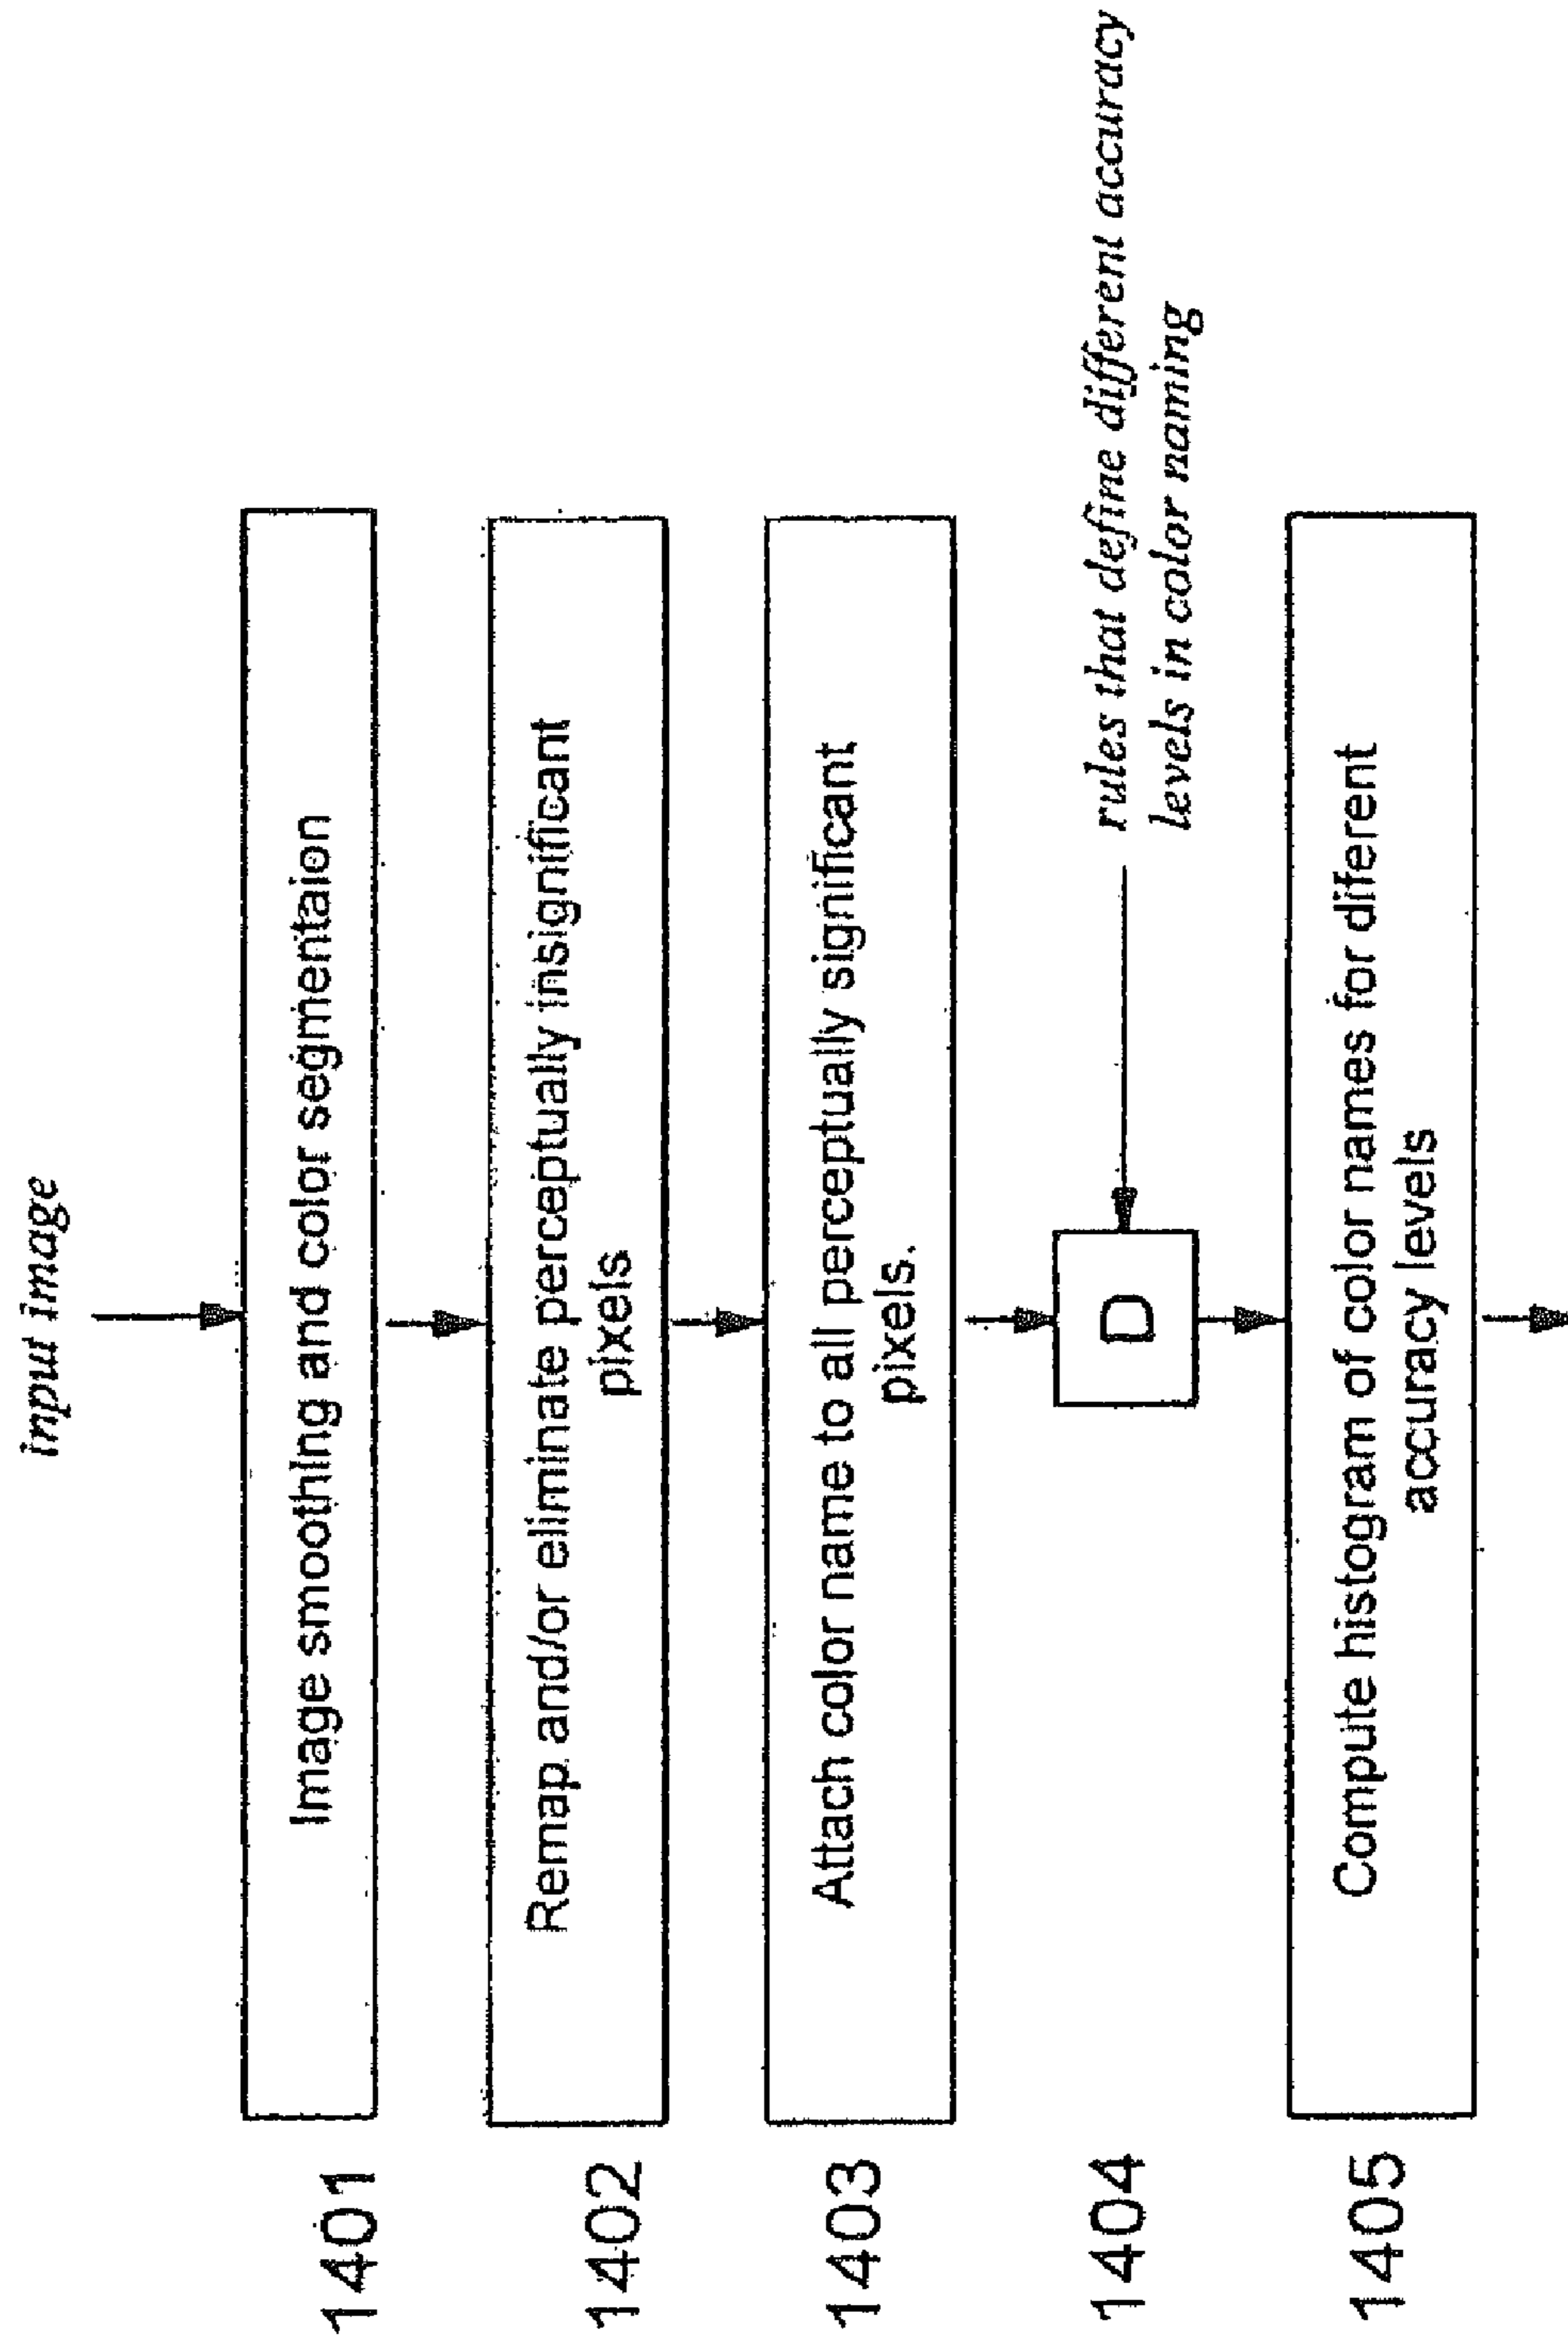 input image
1401
Image smoothing and color segmentaion
1402
Remap and/or eliminate perceptually insignificant
pixels
1403
Attach color name to all perceptually significant
pixels.
1404
D
rules that define different accuracy
levels in color naming
1405
Compute histogram of color names for diferent
accuracy levels